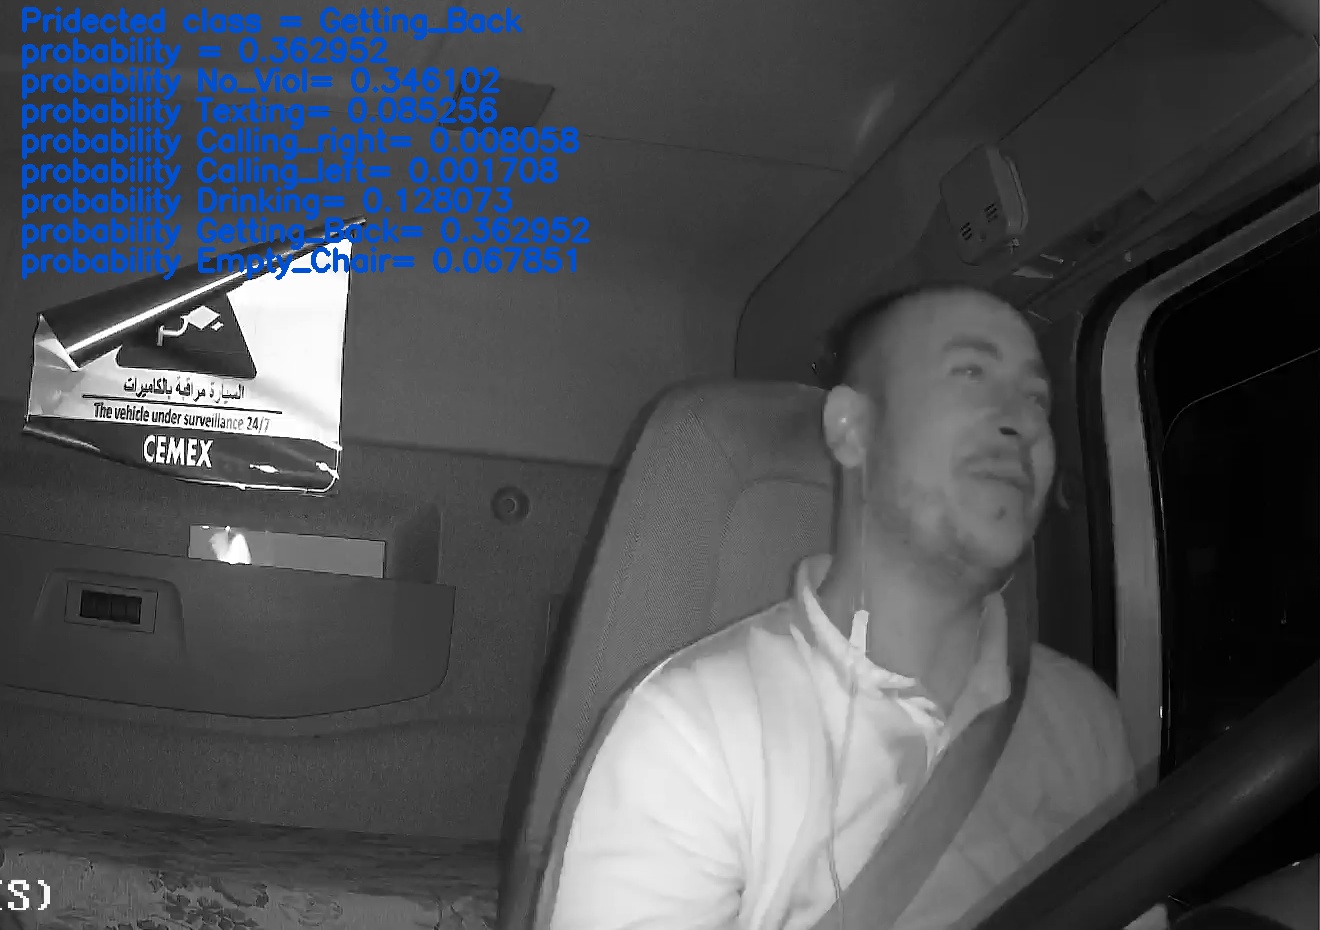 Pridected class = Getting_Back
probability = 0.362952
probability No_Viol= 0.346102
probability Texting= 0.085256
probability Calling_right= 0.008058
probability Calling_left= 0.001708
probability Drinking= 0.128073
probability Getting_Back= 0.362952
probability Empty_Chair= 0.067851
السيارة مراقبة بالكاميرات
The vehicle under surveillance 24/7
CEMEX
S)